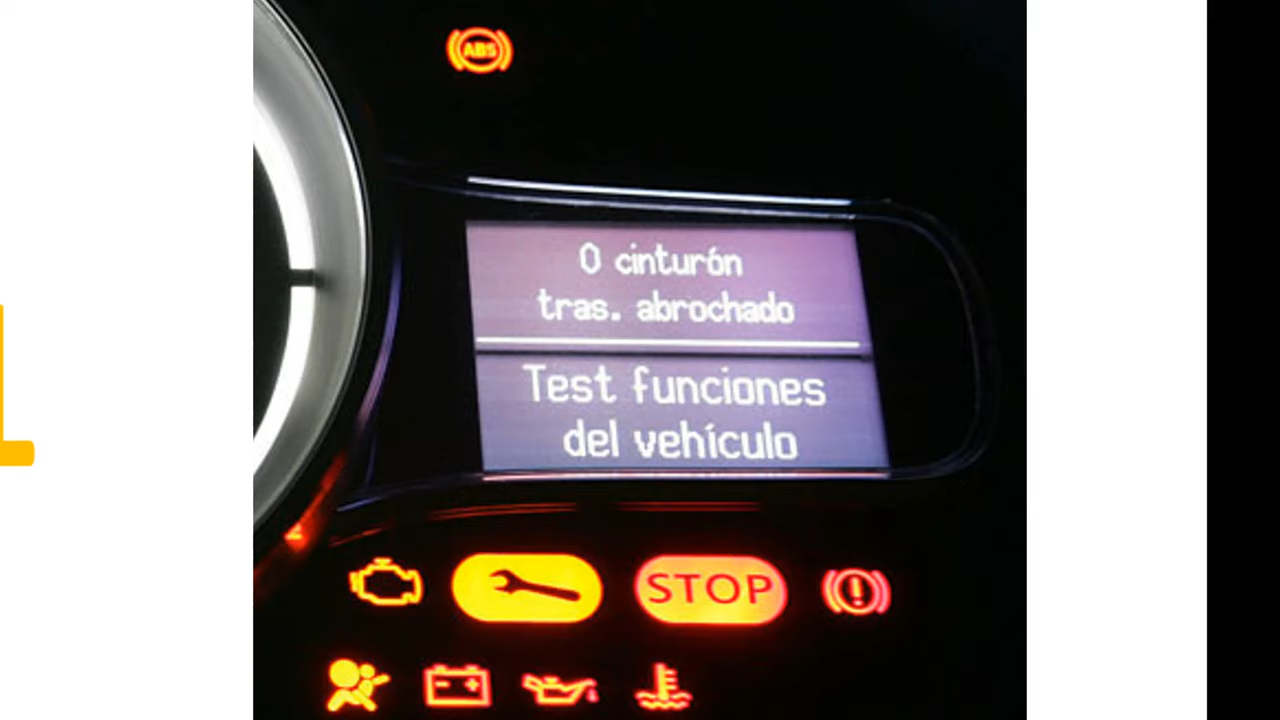 ABS
0 cinturón
tras. abrochado
Test funciones
del vehículo
STOP